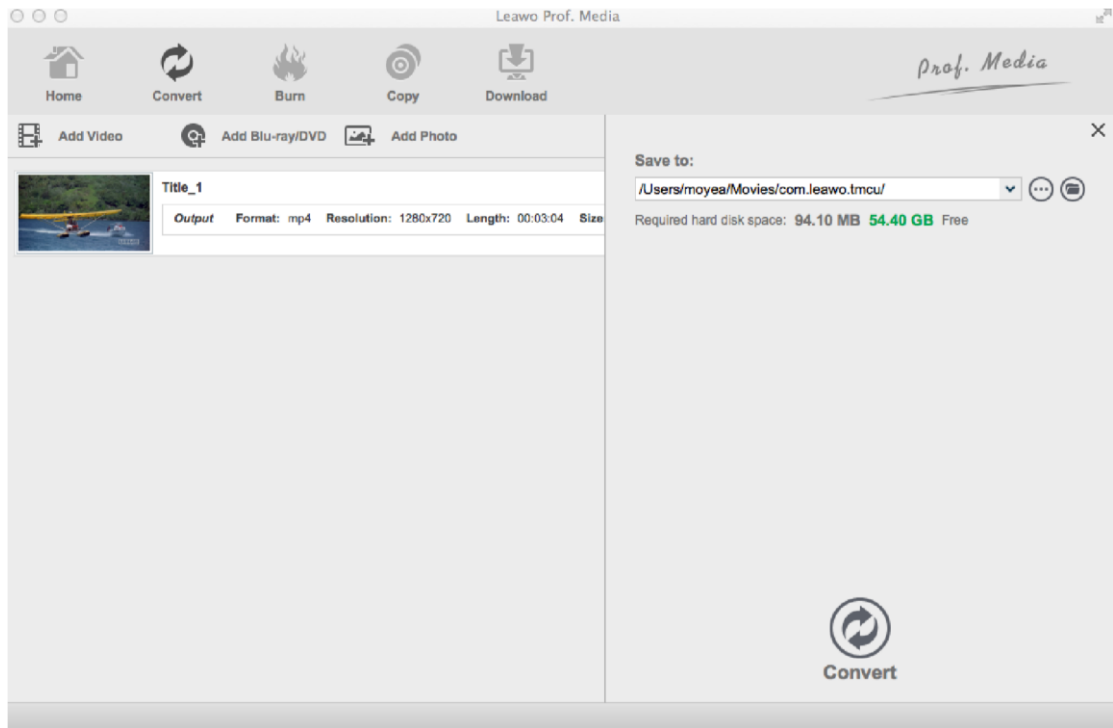 Leawo Prof. Media
Home Convert Burn Copy Download
Prof. Media
Add Video Add Blu-ray/DVD Add Photo
Title_1
Output Format: mp4 Resolution: 1280x720 Length: 00:03:04 Size
Save to:
/Users/moyea/Movies/com.leawo.tmcu/
Required hard disk space: 94.10 MB 54.40 GB Free
Convert